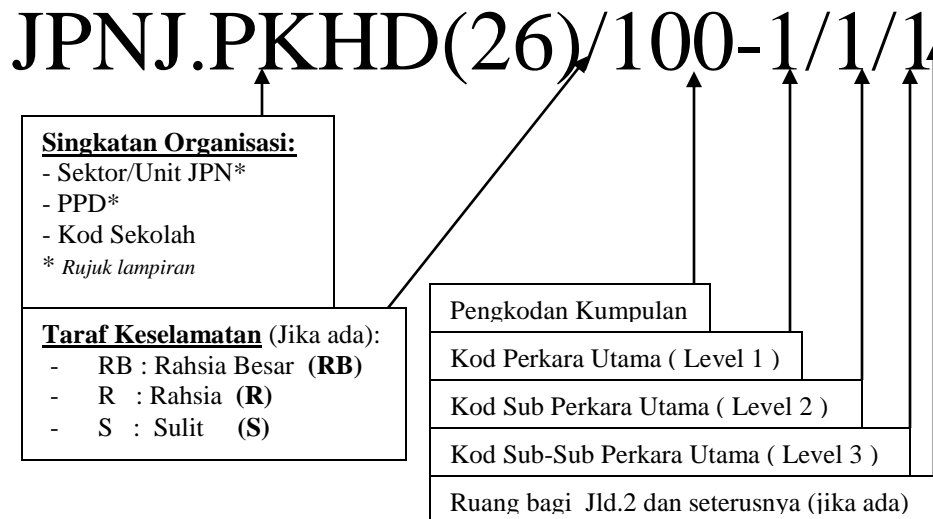 JPNJ.PKHD(26)/100-1/1/1
Singkatan Organisasi:
- Sektor/Unit JPN*
- PPD*
- Kod Sekolah
* Rujuk lampiran
Taraf Keselamatan (Jika ada):
- RB : Rahsia Besar (RB)
- R : Rahsia (R)
- S : Sulit (S)
Pengkodan Kumpulan
Kod Perkara Utama ( Level 1 )
Kod Sub Perkara Utama ( Level 2 )
Kod Sub-Sub Perkara Utama ( Level 3 )
Ruang bagi Jld.2 dan seterusnya (jika ada)